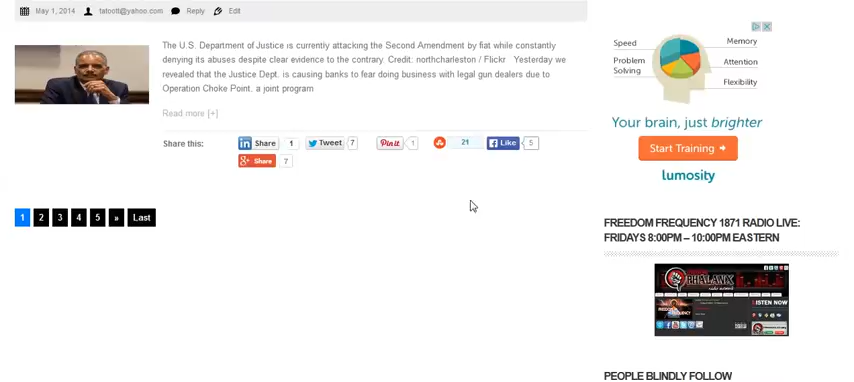 May 1, 2014 tatoott@yahoo.com Reply Edit
The U.S. Department of Justice is currently attacking the Second Amendment by fiat while constantly
denying its abuses despite clear evidence to the contrary. Credit: northcharleston / Flickr Yesterday we
revealed that the Justice Dept. is causing banks to fear doing business with legal gun dealers due to
Operation Choke Point, a joint program
Read more [+]
Share this:
in Share 1
Tweet 7
Pin it 1
21
Like 5
Share 7
1 2 3 4 5 » Last
Speed
Memory
Problem
Solving
Attention
Flexibility
Your brain, just brighter
Start Training
lumosity
FREEDOM FREQUENCY 1871 RADIO LIVE:
FRIDAYS 8:00PM – 10:00PM EASTERN
PHALANX
LISTEN NOW
PEOPLE BLINDLY FOLLOW